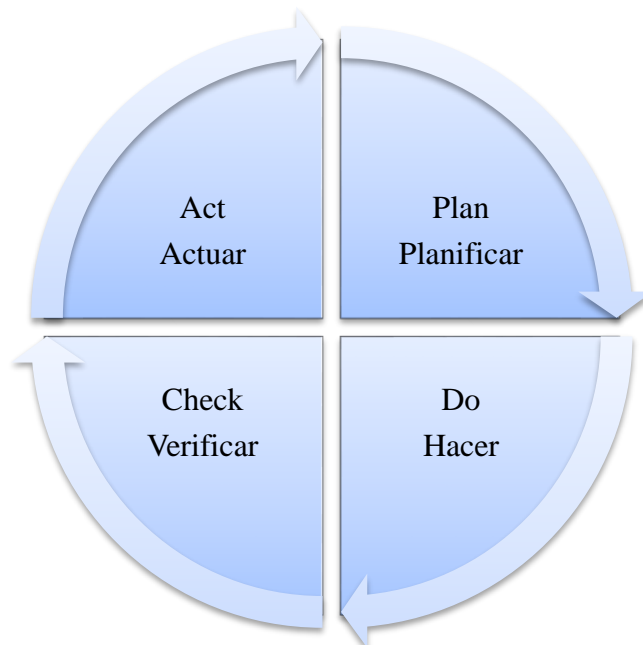 Act
Actuar
Plan
Planificar
Check
Verificar
Do
Hacer